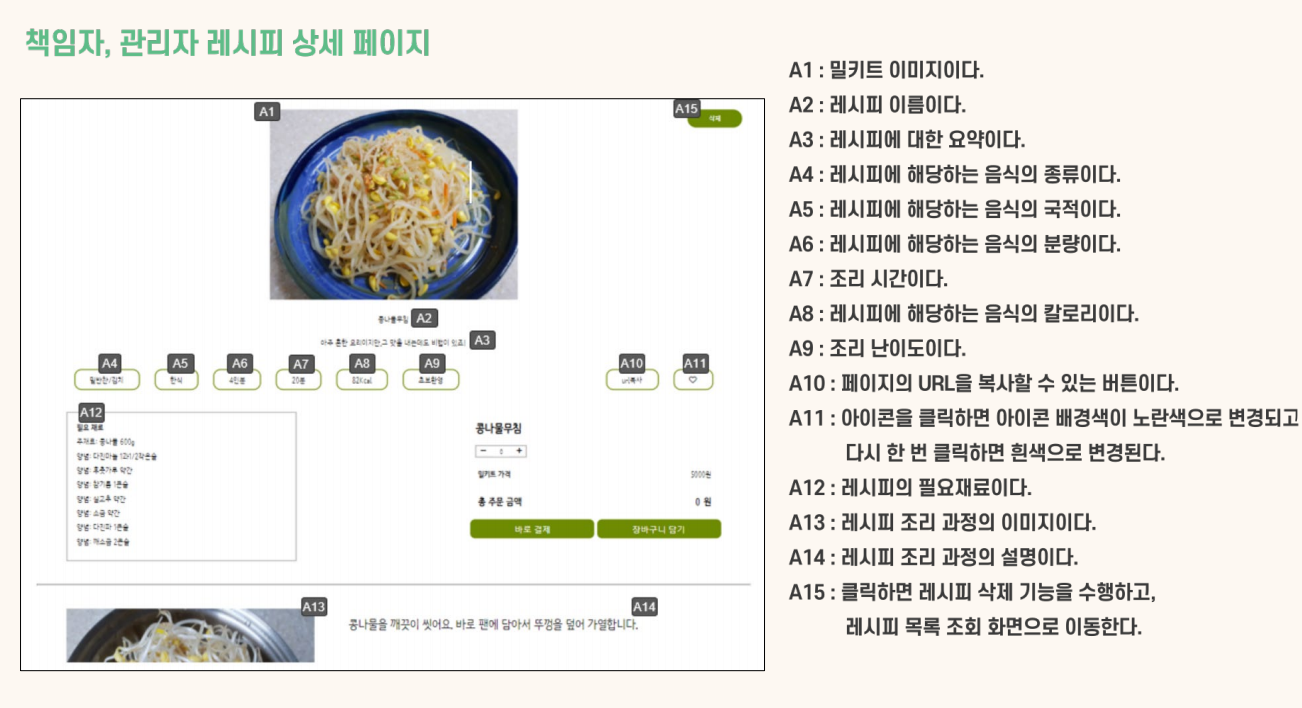 책임자, 관리자 레시피 상세 페이지
A1
A15
삭제
콩나물무침
A2
아주 흔한 요리이지만,그 맛을 내는데도 비법이 있죠!
A3
A4
A5
A6
A7
A8
A9
A10
A11
밑반찬/김치
한식
4인분
20분
82Kcal
초보환영
url복사
A12
필요 재료
주재료: 콩나물 600g
양념: 다진마늘 1과1/2작은술
양념: 후춧가루 약간
양념: 참기름 1큰술
양념: 실고추 약간
양념: 소금 약간
양념: 다진파 1큰술
양념: 깨소금 2큰술
콩나물무침
− 0 +
밀키트 가격 5000원
총 주문 금액 0 원
바로 결제
장바구니 담기
A13
A14
콩나물을 깨끗이 씻어요. 바로 팬에 담아서 뚜껑을 덮어 가열합니다.
A1 : 밀키트 이미지이다.
A2 : 레시피 이름이다.
A3 : 레시피에 대한 요약이다.
A4 : 레시피에 해당하는 음식의 종류이다.
A5 : 레시피에 해당하는 음식의 국적이다.
A6 : 레시피에 해당하는 음식의 분량이다.
A7 : 조리 시간이다.
A8 : 레시피에 해당하는 음식의 칼로리이다.
A9 : 조리 난이도이다.
A10 : 페이지의 URL을 복사할 수 있는 버튼이다.
A11 : 아이콘을 클릭하면 아이콘 배경색이 노란색으로 변경되고
다시 한 번 클릭하면 흰색으로 변경된다.
A12 : 레시피의 필요재료이다.
A13 : 레시피 조리 과정의 이미지이다.
A14 : 레시피 조리 과정의 설명이다.
A15 : 클릭하면 레시피 삭제 기능을 수행하고,
레시피 목록 조회 화면으로 이동한다.